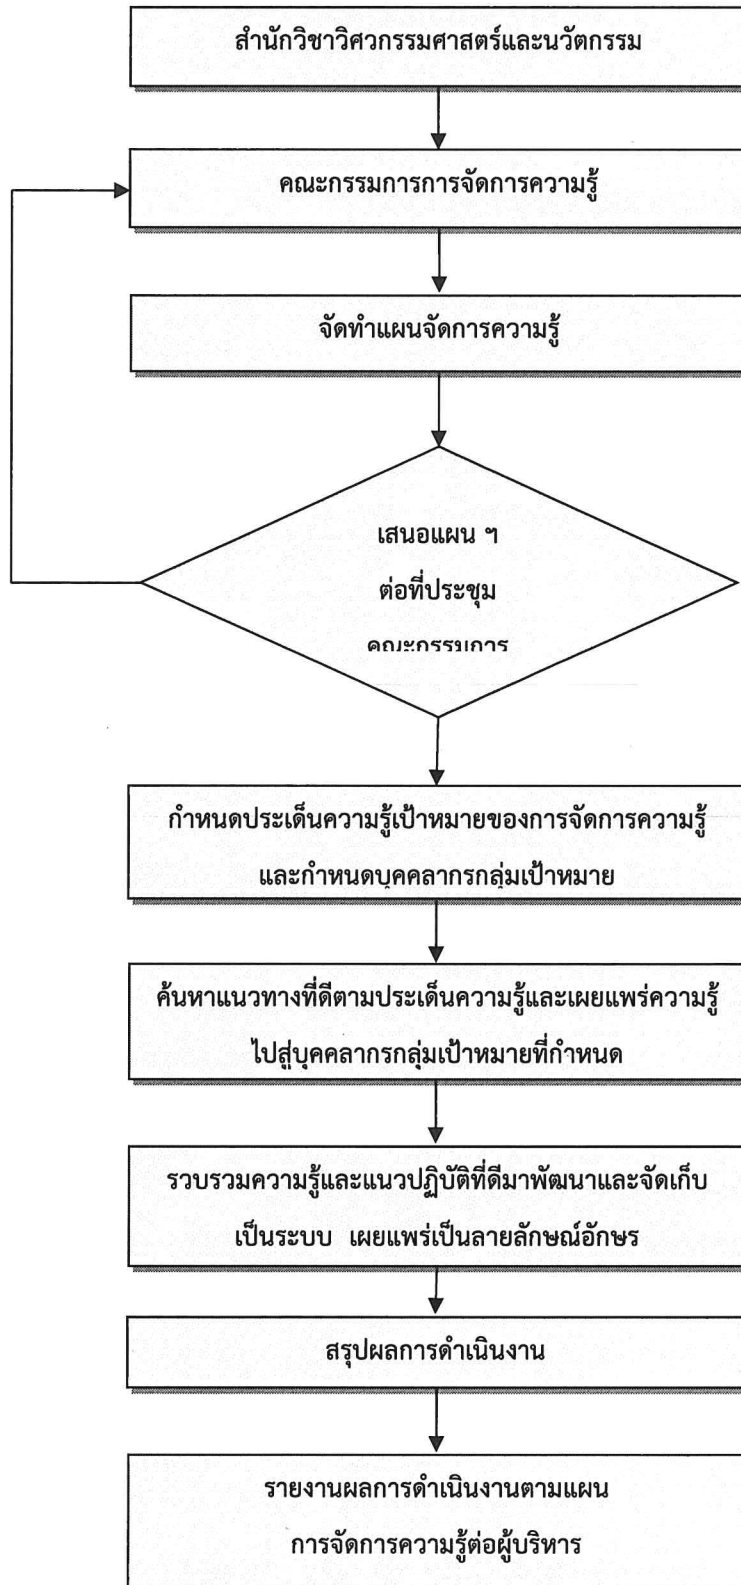 สำนักวิชาวิศวกรรมศาสตร์และนวัตกรรม
คณะกรรมการการจัดการความรู้
จัดทำแผนจัดการความรู้
เสนอแผน ฯ
ต่อที่ประชุม
คณะกรรมการ
กำหนดประเด็นความรู้เป้าหมายของการจัดการความรู้
และกำหนดบุคคลากรกลุ่มเป้าหมาย
ค้นหาแนวทางที่ดีตามประเด็นความรู้และเผยแพร่ความรู้
ไปสู่บุคคลากรกลุ่มเป้าหมายที่กำหนด
รวบรวมความรู้และแนวปฏิบัติที่ดีมาพัฒนาและจัดเก็บ
เป็นระบบ เผยแพร่เป็นลายลักษณ์อักษร
สรุปผลการดำเนินงาน
รายงานผลการดำเนินงานตามแผน
การจัดการความรู้ต่อผู้บริหาร